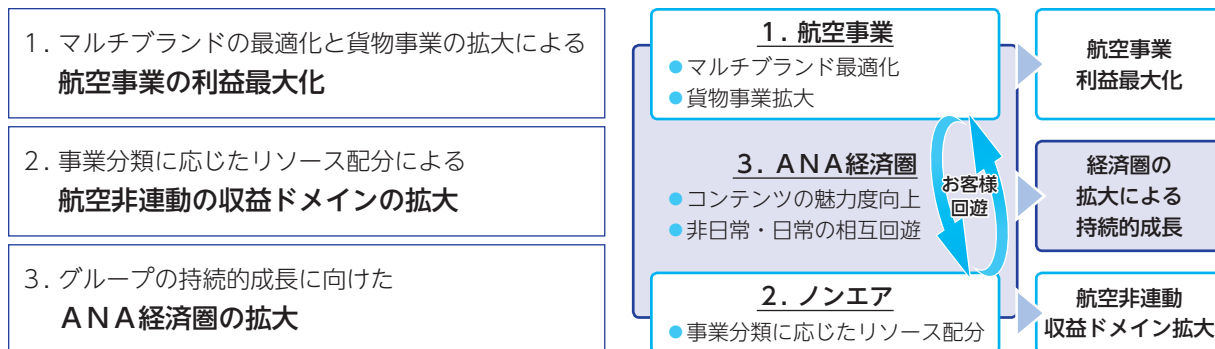 1. マルチブランドの最適化と貨物事業の拡大による
航空事業の利益最大化
2. 事業分類に応じたリソース配分による
航空非連動の収益ドメインの拡大
3. グループの持続的成長に向けた
ANA経済圏の拡大
1. 航空事業
●マルチブランド最適化
●貨物事業拡大
航空事業
利益最大化
3. ANA経済圏
●コンテンツの魅力度向上
●非日常・日常の相互回遊
お客様
回遊
経済圏の
拡大による
持続的成長
2. ノンエア
●事業分類に応じたリソース配分
航空非連動
収益ドメイン拡大